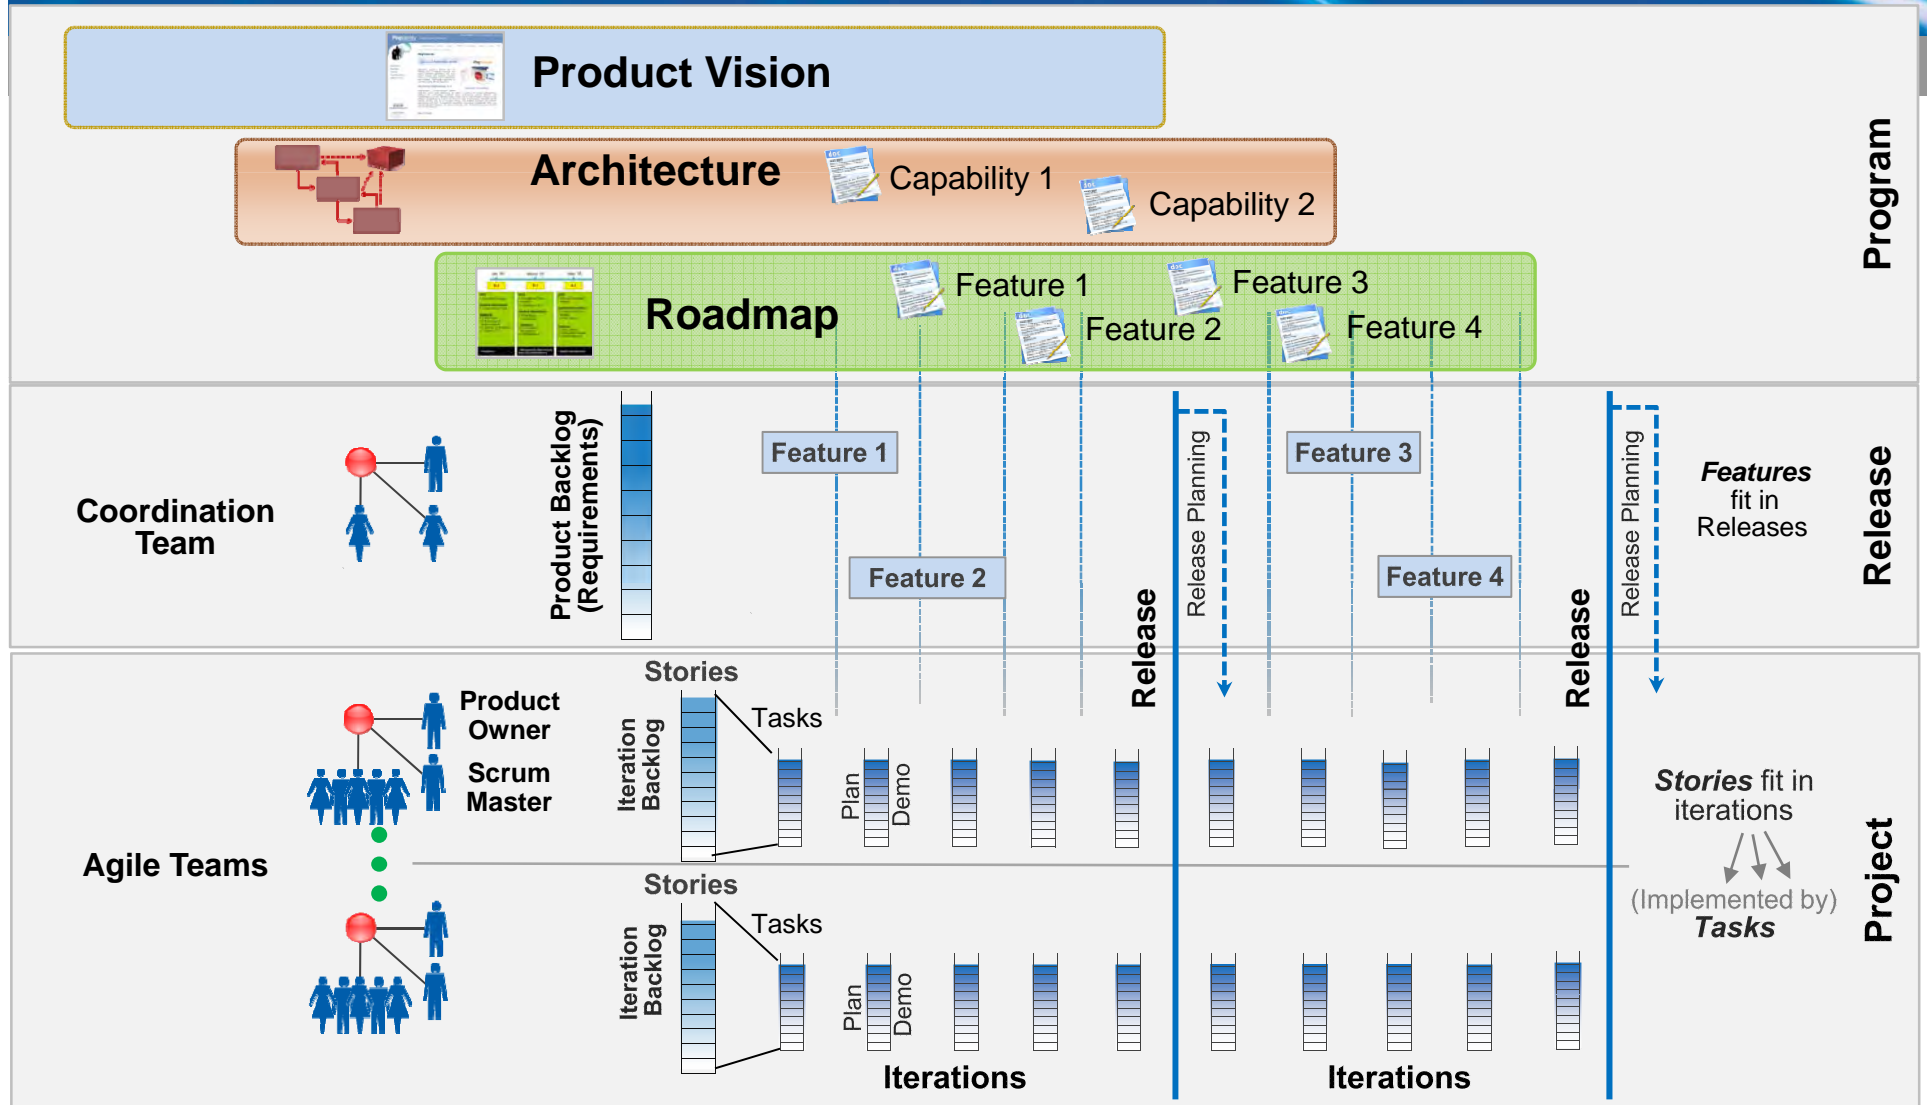 Product Vision
Architecture
Capability 1
Capability 2
Roadmap
Feature 1
Feature 2
Feature 3
Feature 4
Program
Coordination
Team
Product Backlog
(Requirements)
Feature 1
Feature 2
Release
Release Planning
Feature 3
Feature 4
Release
Release Planning
Features
fit in
Releases
Release
Agile Teams
Product
Owner
Scrum
Master
Stories
Iteration
Backlog
Tasks
Plan
Demo
Stories
Iteration
Backlog
Tasks
Plan
Demo
Iterations
Iterations
Stories fit in
iterations
(Implemented by)
Tasks
Project